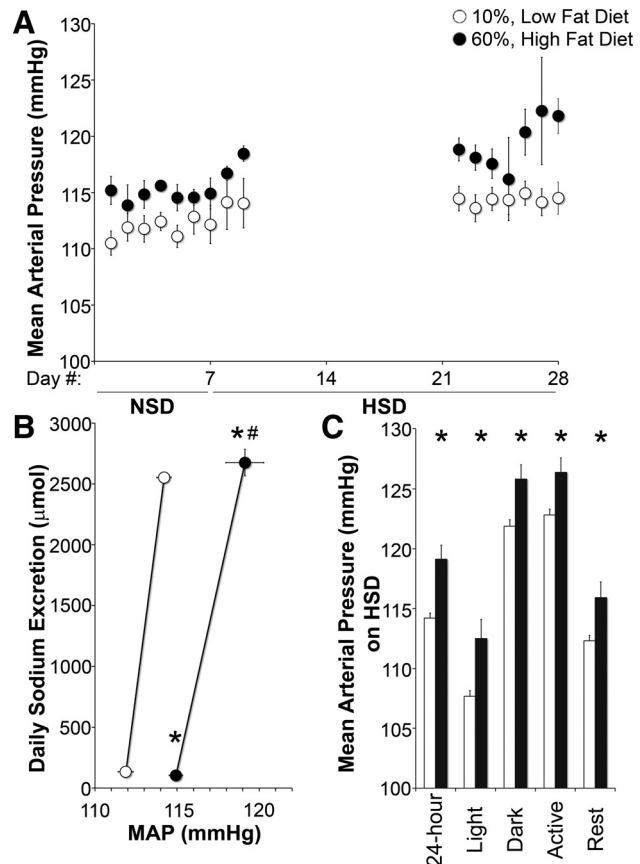 A
10%, Low Fat Diet
60%, High Fat Diet
Mean Arterial Pressure (mmHg)
130
125
120
115
110
105
100
Day #:
7
14
21
28
NSD
HSD
B
Daily Sodium Excretion (μmol)
3000
2500
2000
1500
1000
500
0
* #
*
110
115
120
MAP (mmHg)
C
Mean Arterial Pressure (mmHg)
on HSD
130
125
120
114
108
105
100
* * * * *
24-hour
Light
Dark
Active
Rest